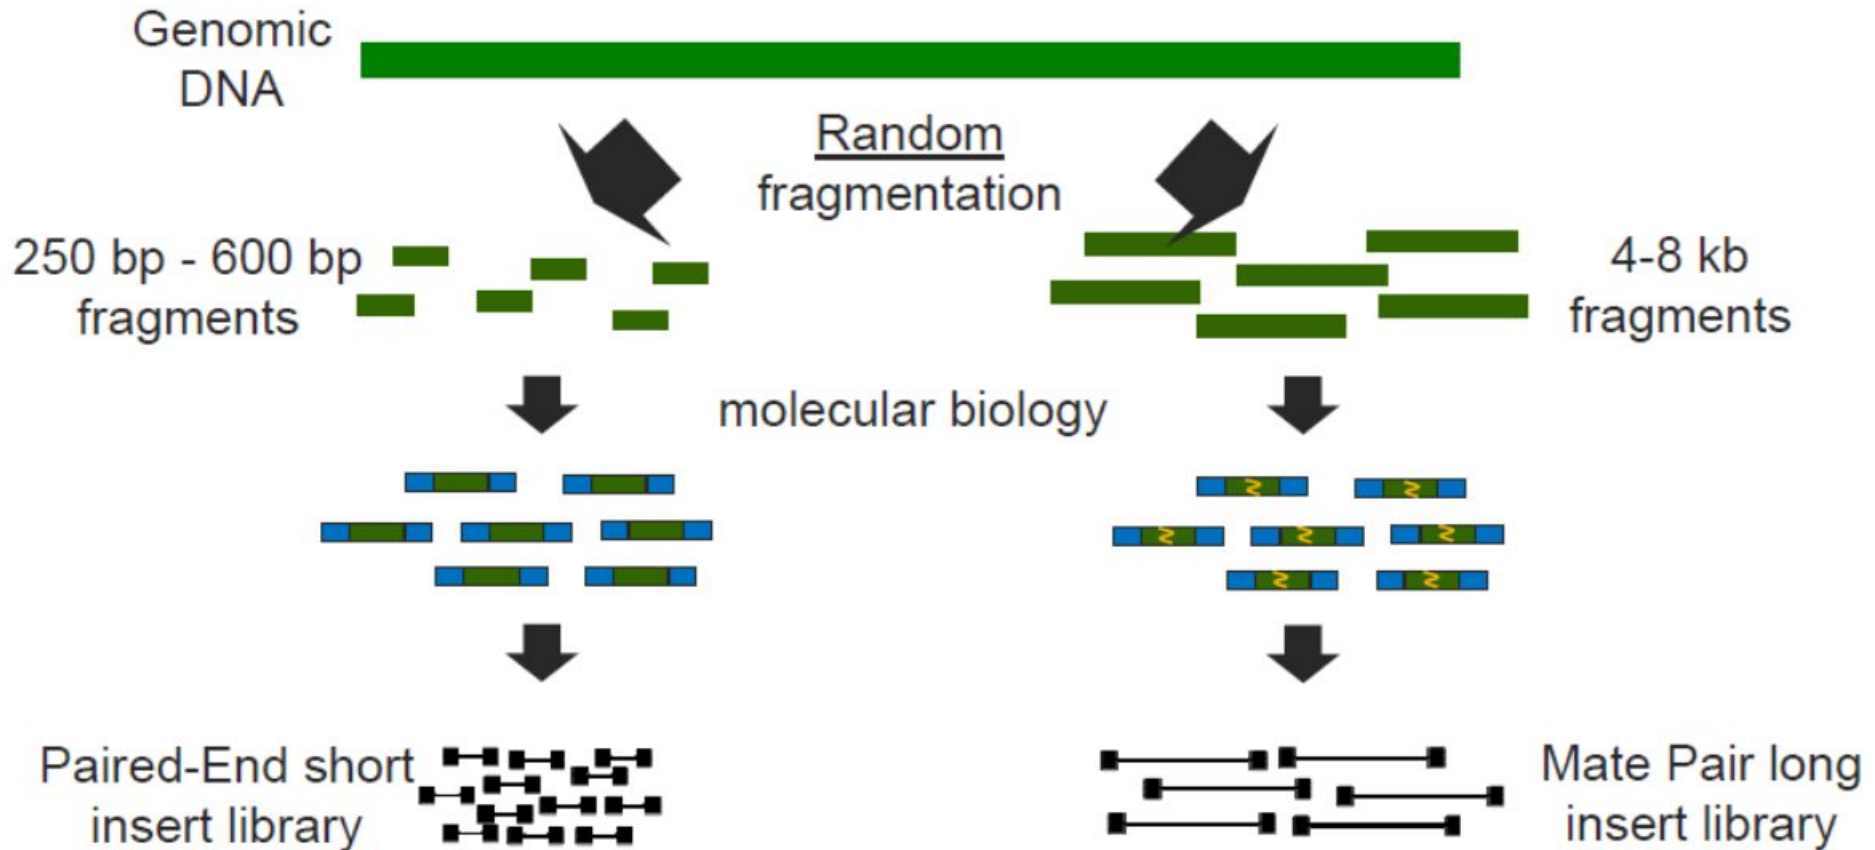 Genomic
DNA
Random
fragmentation
250 bp - 600 bp
fragments
4-8 kb
fragments
molecular biology
Paired-End short
insert library
Mate Pair long
insert library